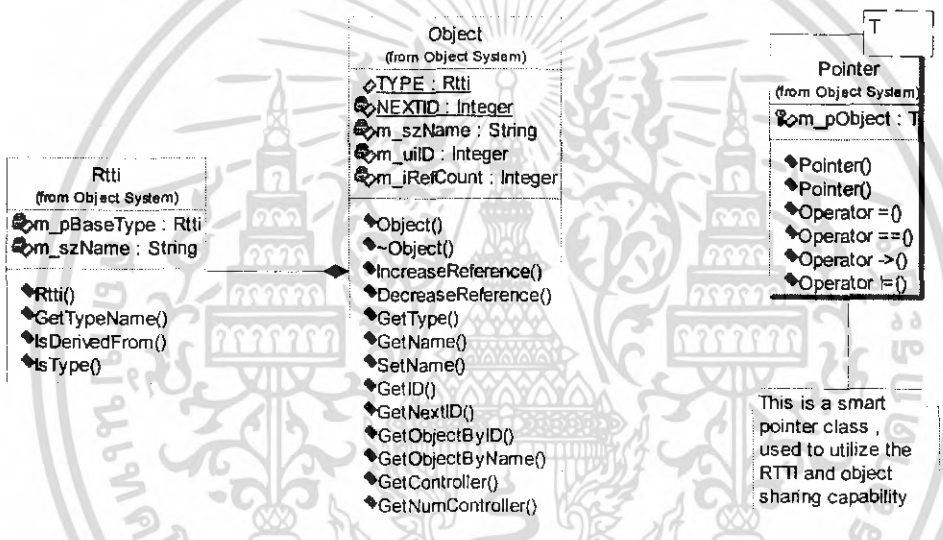 Rtti
(from Object System)
m_pBaseType : Rtti
m_szName : String
Rtti()
GetTypeName()
IsDerivedFrom()
IsType()
Object
(from Object System)
TYPE : Rtti
NEXTID : Integer
m_szName : String
m_uiID : Integer
m_iRefCount : Integer
Object()
~Object()
IncreaseReference()
DecreaseReference()
GetType()
GetName()
SetName()
GetID()
GetNextID()
GetObjectByID()
GetObjectByName()
GetController()
GetNumController()
T
Pointer
(from Object System)
m_pObject : T
Pointer()
Pointer()
Operator =()
Operator ==()
Operator ->()
Operator !=()
This is a smart
pointer class ,
used to utilize the
RTTI and object
sharing capability